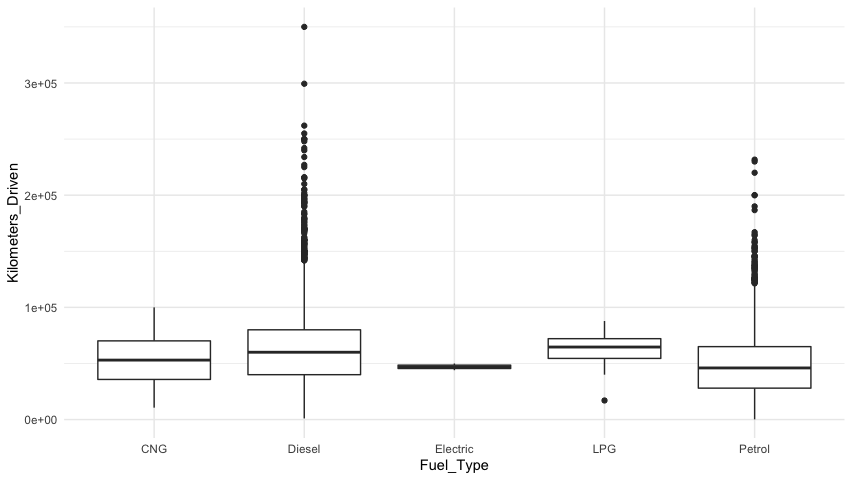 Kilometers_Driven
3e+05
2e+05
1e+05
0e+00
CNG Diesel Electric LPG Petrol
Fuel_Type